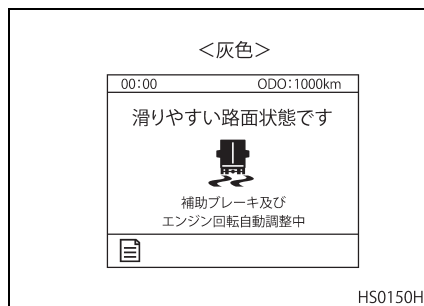 ＜灰色＞
00:00 ODO:1000km
滑りやすい路面状態です
補助ブレーキ及び
エンジン回転自動調整中
HS0150H